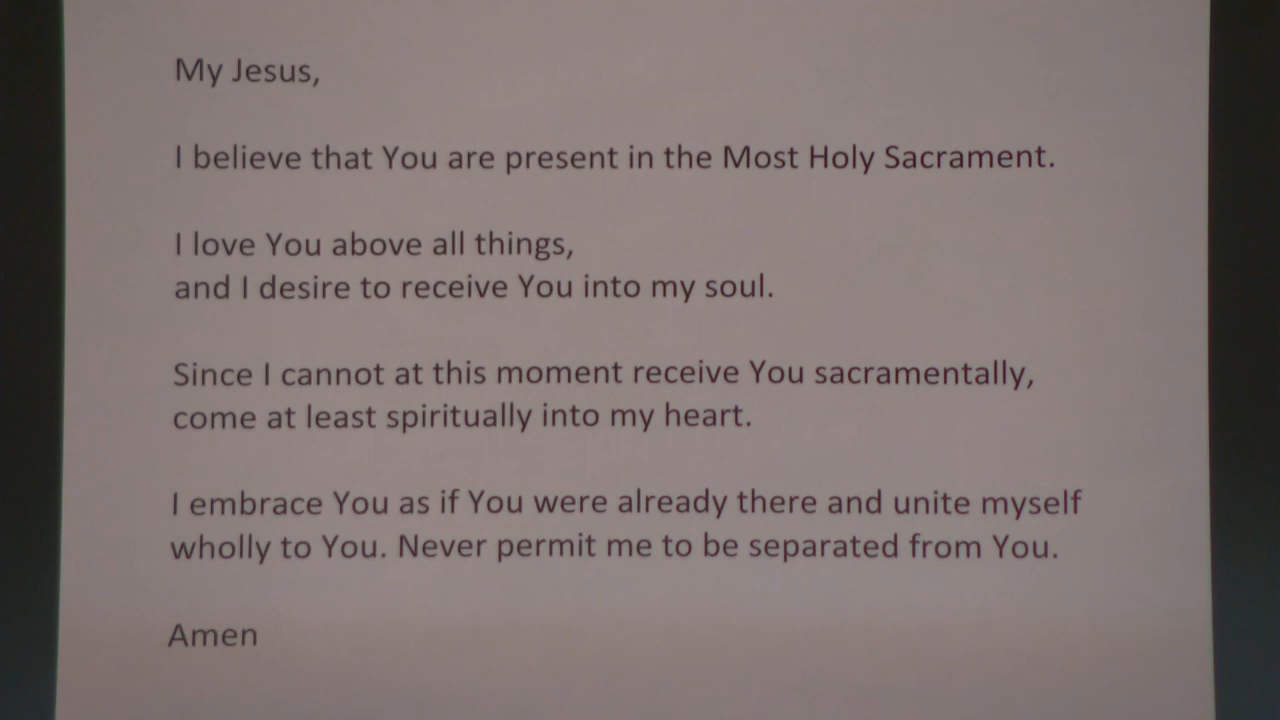 My Jesus,
I believe that You are present in the Most Holy Sacrament.
I love You above all things,
and I desire to receive You into my soul.
Since I cannot at this moment receive You sacramentally,
come at least spiritually into my heart.
I embrace You as if You were already there and unite myself
wholly to You. Never permit me to be separated from You.
Amen